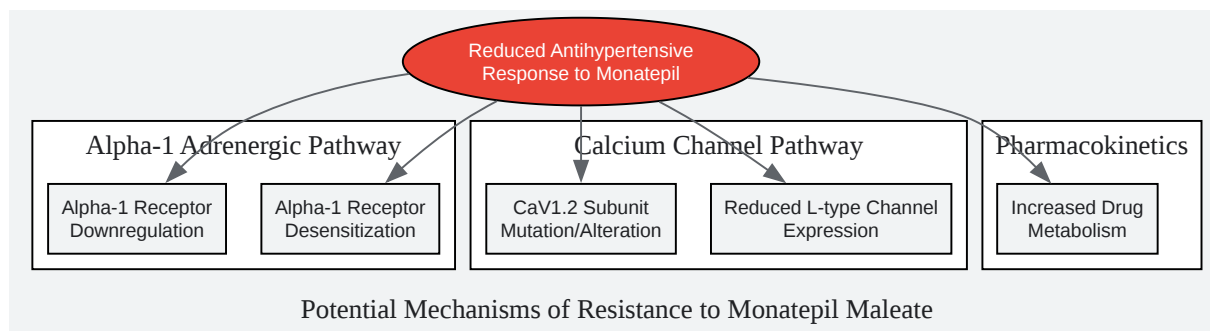 Reduced Antihypertensive
Response to Monatepil
Alpha-1 Adrenergic Pathway
Calcium Channel Pathway
Pharmacokinetics
Alpha-1 Receptor
Downregulation
Alpha-1 Receptor
Desensitization
CaV1.2 Subunit
Mutation/Alteration
Reduced L-type Channel
Expression
Increased Drug
Metabolism
Potential Mechanisms of Resistance to Monatepil Maleate